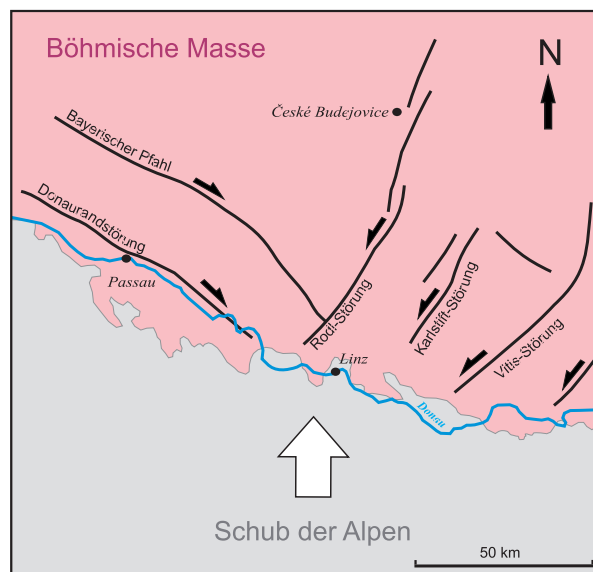 Böhmische Masse
N
České Budejovice
Bayerischer Pfahl
Donaurandstörung
Passau
Rodl-Störung
Karlstift-Störung
Vitis-Störung
Linz
Donau
Schub der Alpen
50 km